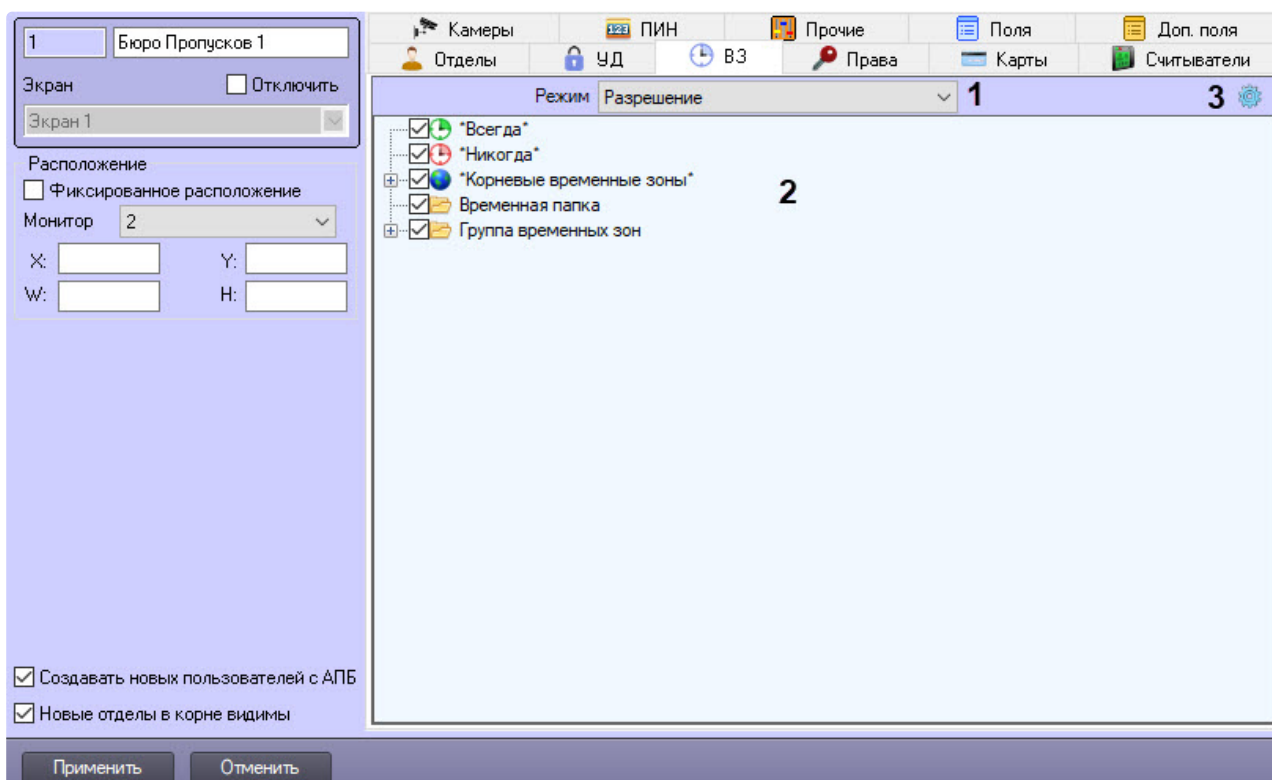 1 Бюро Пропусков 1
Экран Отключить
Экран 1
Расположение
Фиксированное расположение
Монитор 2
X: Y:
W: H:
Создавать новых пользователей с АПБ
Новые отделы в корне видимы
Камеры ПИН Прочие Поля Доп. поля
Отделы УД ВЗ Права Карты Считыватели
Режим Разрешение 1 3
*Всегда*
*Никогда*
*Корневые временные зоны*
2
Временная папка
Группа временных зон
Применить Отменить